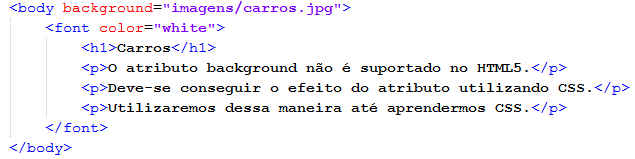 <body background="imagens/carros.jpg">
<font color="white">
<h1>Carros</h1>
<p>O atributo background não é suportado no HTML5.</p>
<p>Deve-se conseguir o efeito do atributo utilizando CSS.</p>
<p>Utilizaremos dessa maneira até aprendermos CSS.</p>
</font>
</body>